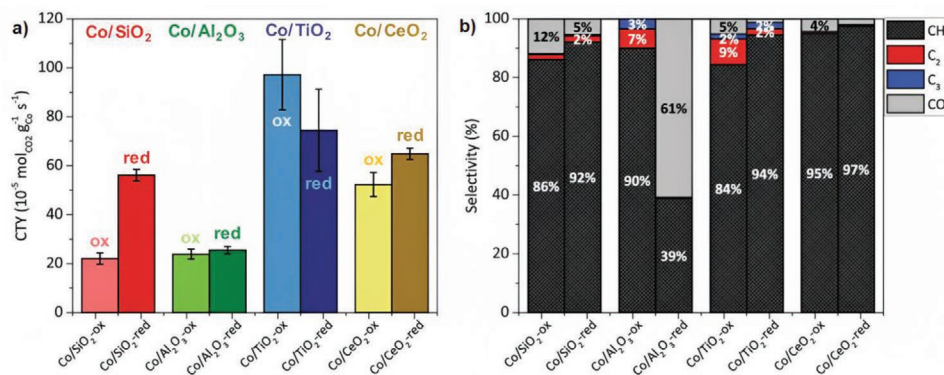 a)
Co/SiO₂ Co/Al₂O₃ Co/TiO₂ Co/CeO₂
CTY (10⁻⁵ mol_CO2 g_Co⁻¹ s⁻¹)
120
100
80
60
40
20
0
ox
red
ox
red
ox
red
ox
red
Co/SiO₂-ox
Co/SiO₂-red
Co/Al₂O₃-ox
Co/Al₂O₃-red
Co/TiO₂-ox
Co/TiO₂-red
Co/CeO₂-ox
Co/CeO₂-red
b)
Selectivity (%)
100
80
60
40
20
0
12%
86%
5%
2%
92%
3%
7%
90%
61%
39%
5%
2%
9%
84%
2%
2%
94%
4%
95%
97%
Co/SiO₂-ox
Co/SiO₂-red
Co/Al₂O₃-ox
Co/Al₂O₃-red
Co/TiO₂-ox
Co/TiO₂-red
Co/CeO₂-ox
Co/CeO₂-red
CH
C₂
C₃
CO